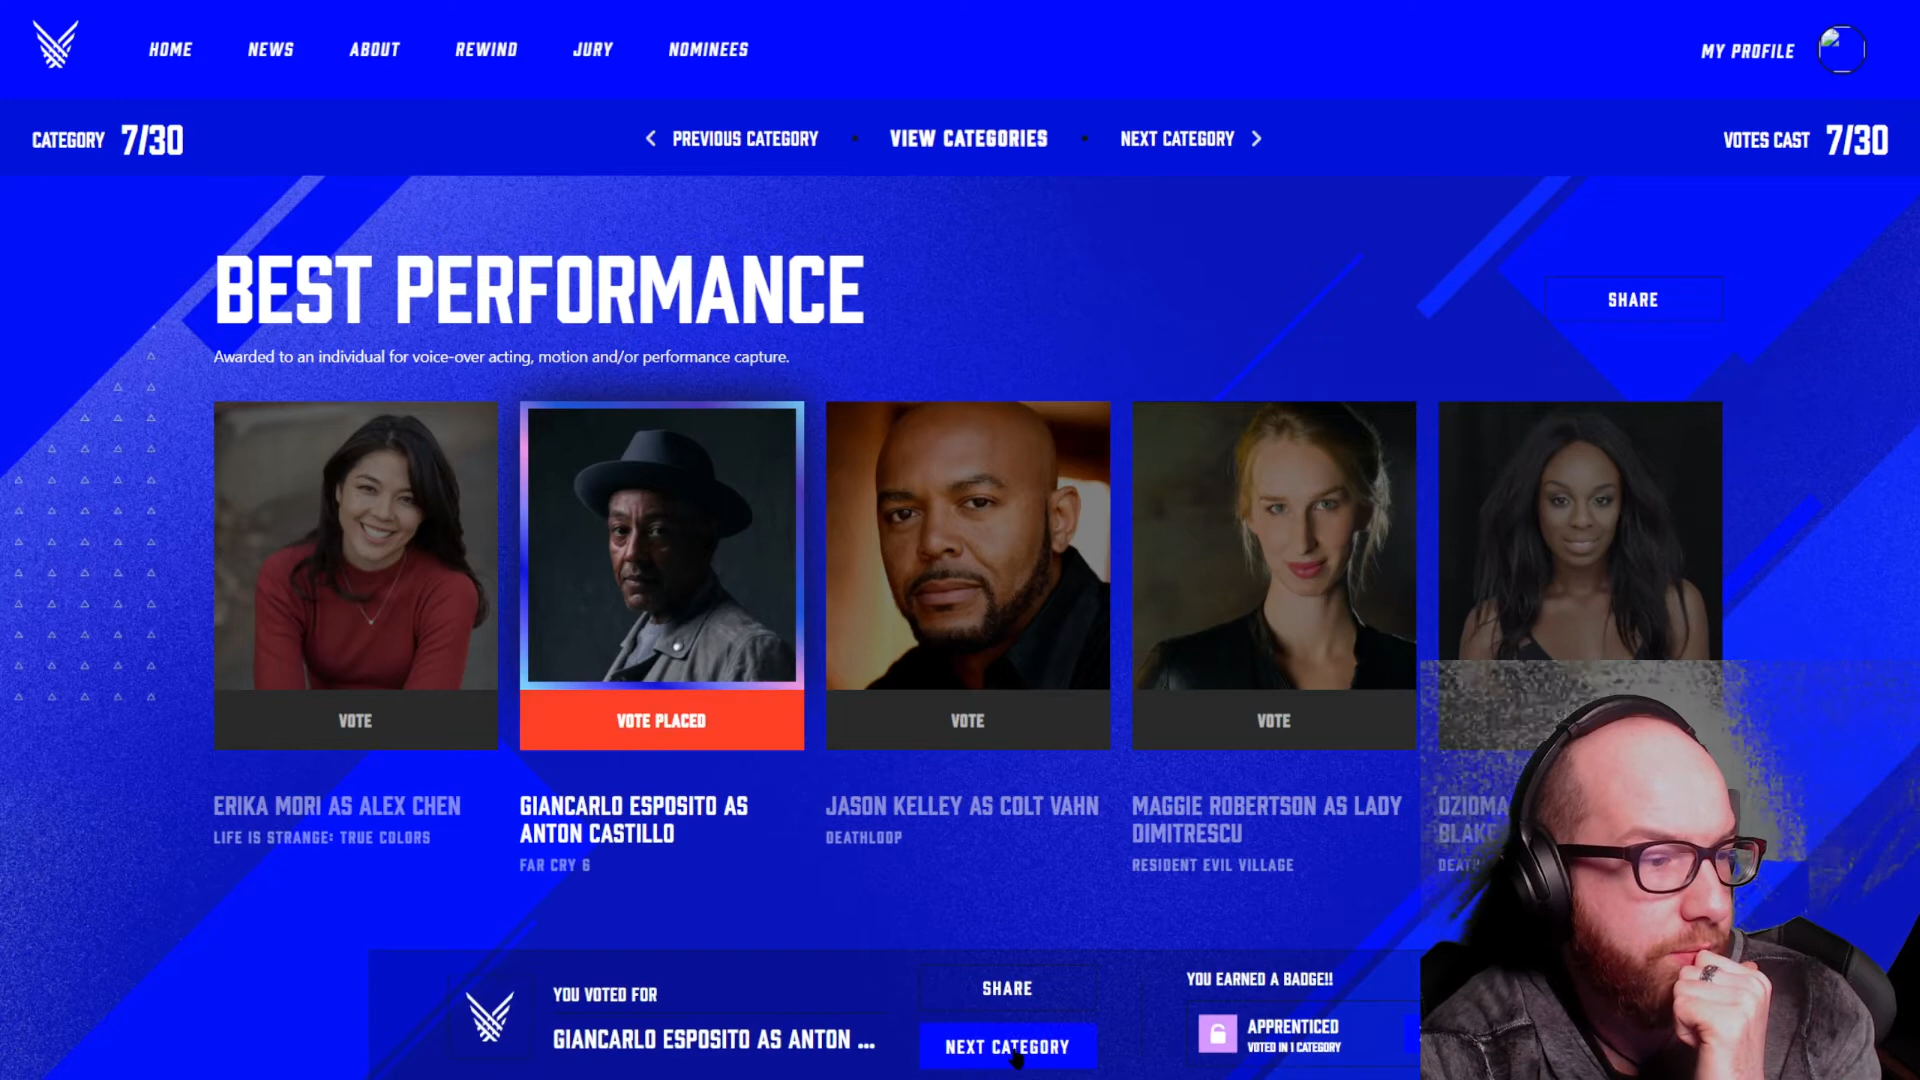 HOME NEWS ABOUT REWIND JURY NOMINEES MY PROFILE
CATEGORY 7/30 PREVIOUS CATEGORY VIEW CATEGORIES NEXT CATEGORY VOTES CAST 7/30
BEST PERFORMANCE
SHARE
Awarded to an individual for voice-over acting, motion and/or performance capture.
VOTE VOTE PLACED VOTE VOTE
ERIKA MORI AS ALEX CHEN
LIFE IS STRANGE: TRUE COLORS
GIANCARLO ESPOSITO AS
ANTON CASTILLO
FAR CRY 6
JASON KELLEY AS COLT VAHN
DEATHLOOP
MAGGIE ROBERTSON AS LADY
DIMITRESCU
RESIDENT EVIL VILLAGE
OZIOMA
BLAKE
YOU VOTED FOR
GIANCARLO ESPOSITO AS ANTON ...
SHARE
NEXT CATEGORY
YOU EARNED A BADGE!!
APPRENTICED
VOTED IN 1 CATEGORY